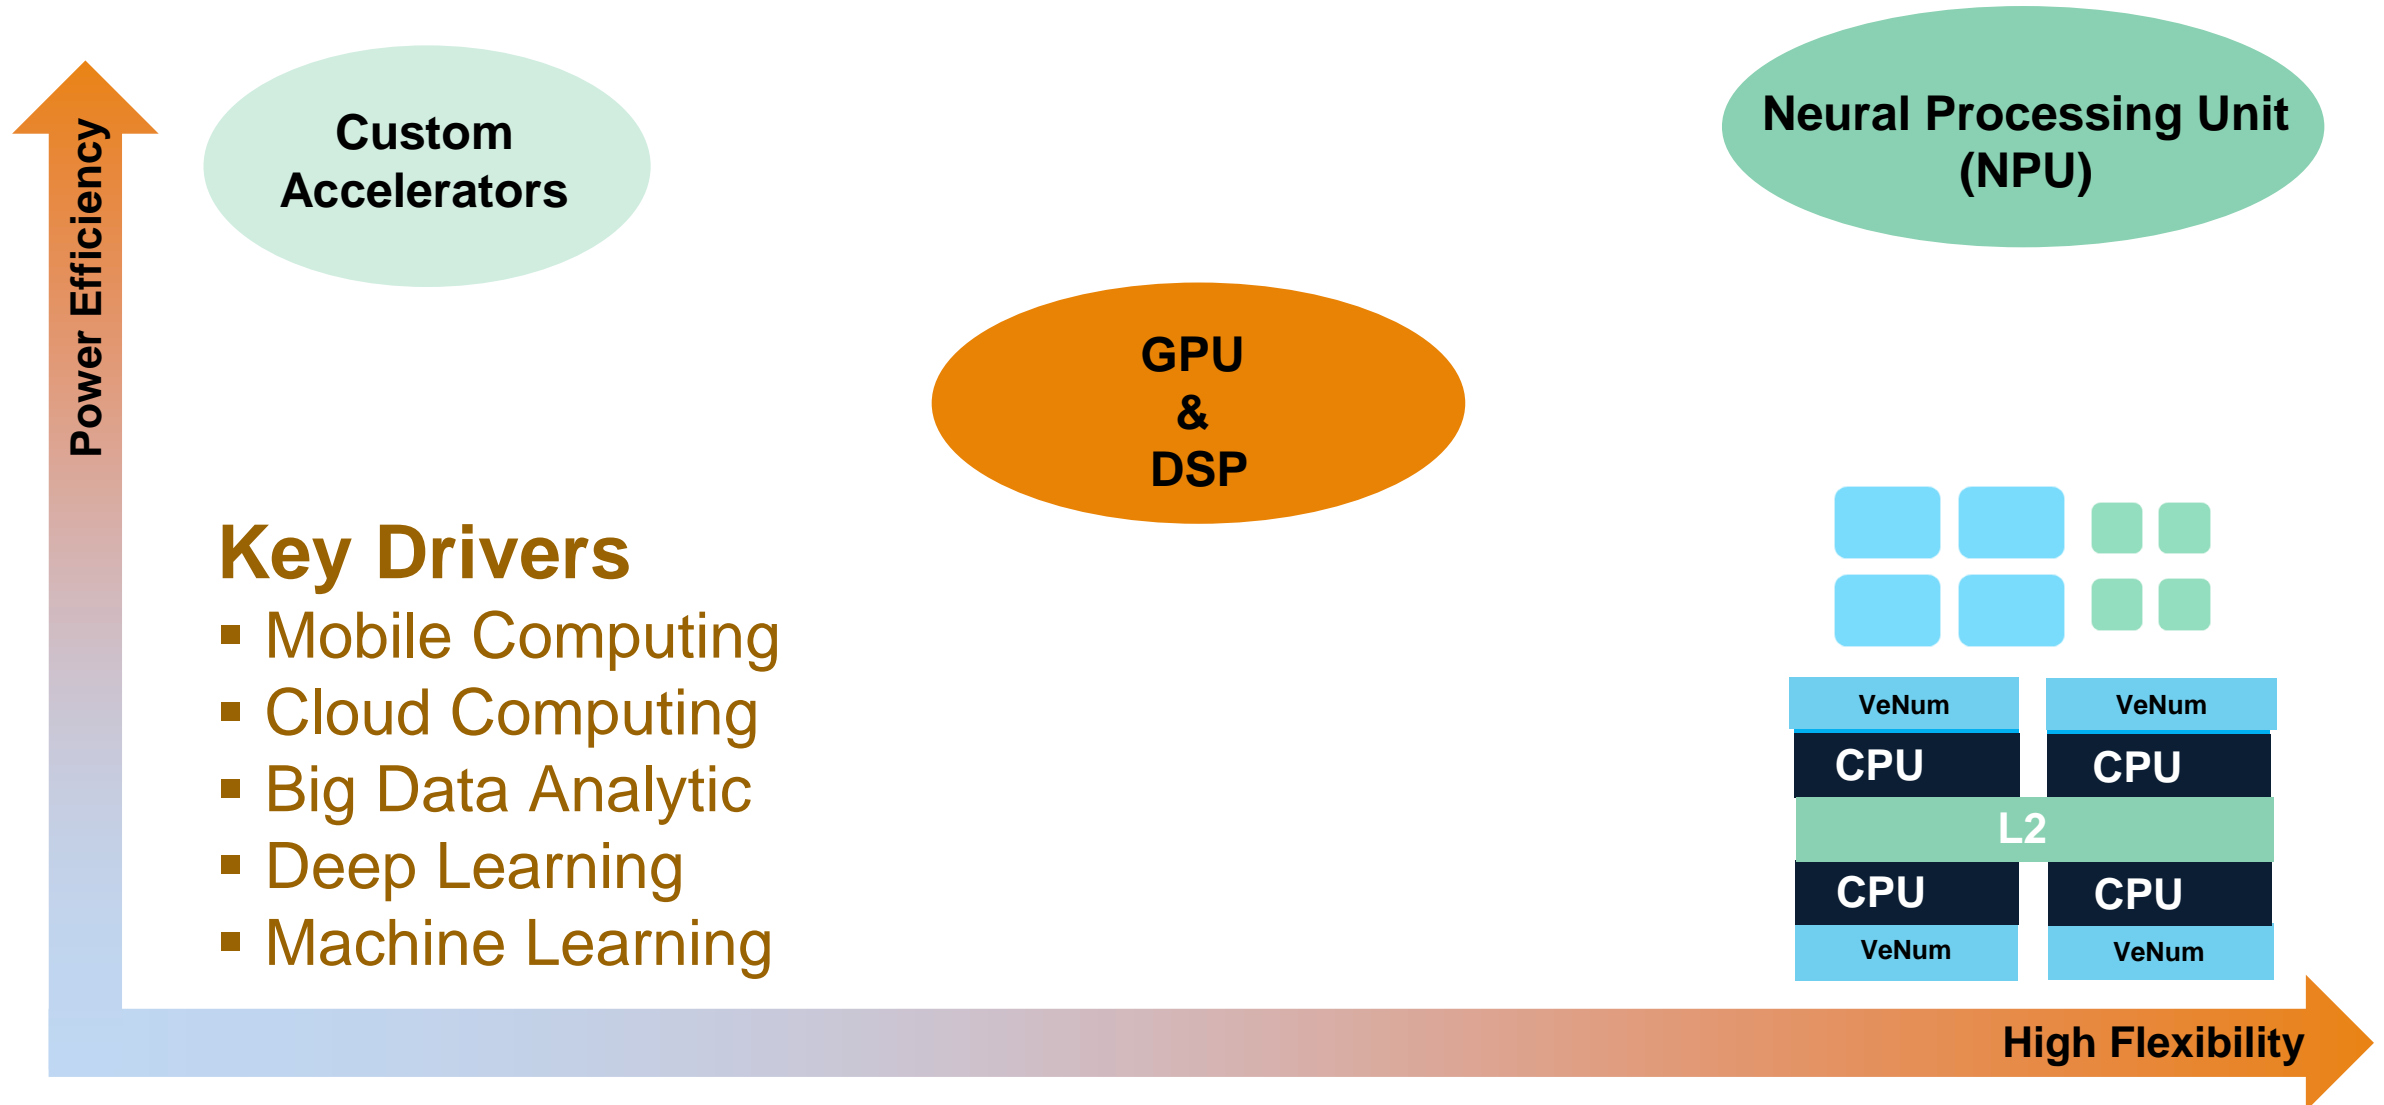 Power Efficiency
Custom
Accelerators
Neural Processing Unit
(NPU)
GPU
&
DSP
Key Drivers
▪ Mobile Computing
▪ Cloud Computing
▪ Big Data Analytic
▪ Deep Learning
▪ Machine Learning
VeNum VeNum
CPU CPU
L2
CPU CPU
VeNum VeNum
High Flexibility